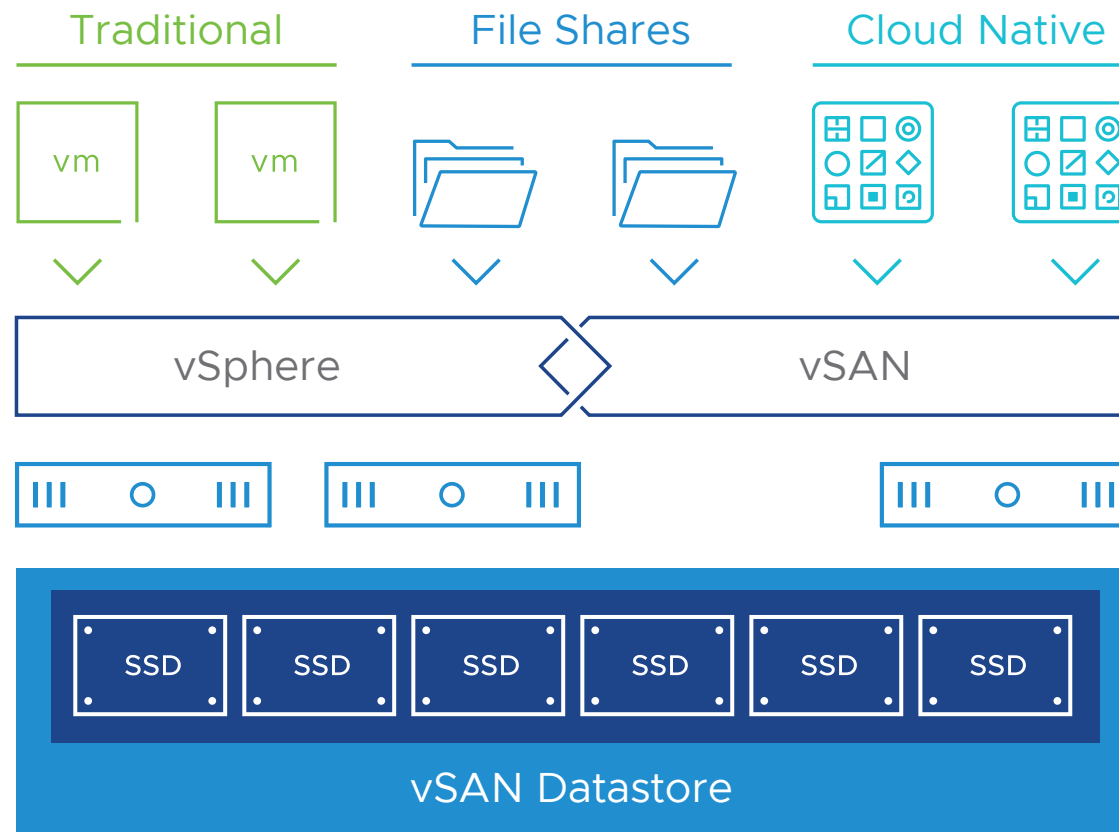 Traditional
File Shares
Cloud Native
vm
vm
vSphere
vSAN
SSD
SSD
SSD
SSD
SSD
SSD
vSAN Datastore